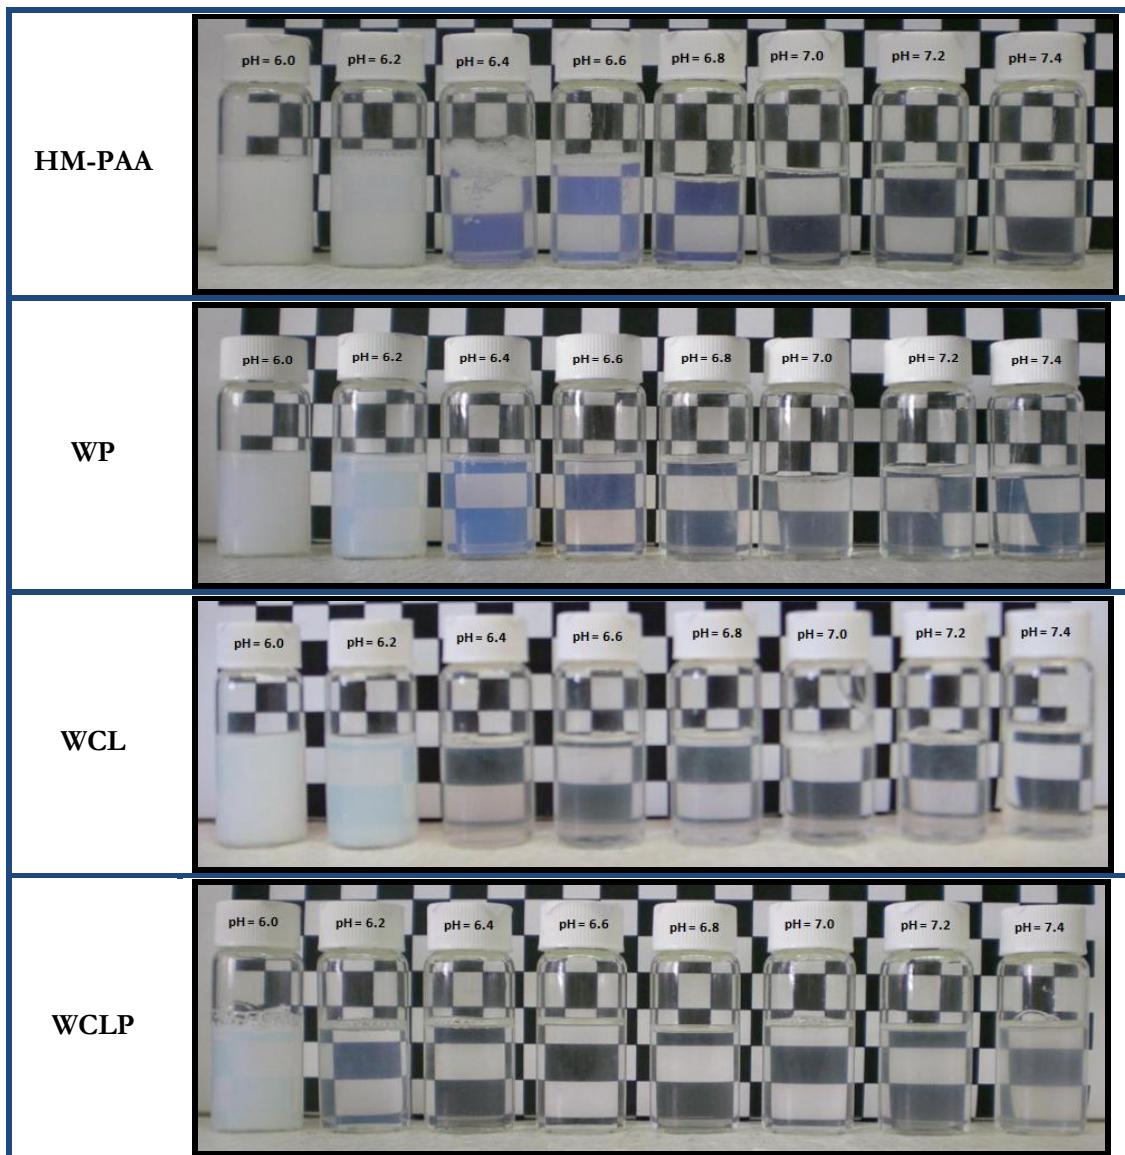 HM-PAA
pH = 6.0 pH = 6.2 pH = 6.4 pH = 6.6 pH = 6.8 pH = 7.0 pH = 7.2 pH = 7.4
WP
pH = 6.0 pH = 6.2 pH = 6.4 pH = 6.6 pH = 6.8 pH = 7.0 pH = 7.2 pH = 7.4
WCL
pH = 6.0 pH = 6.2 pH = 6.4 pH = 6.6 pH = 6.8 pH = 7.0 pH = 7.2 pH = 7.4
WCLP
pH = 6.0 pH = 6.2 pH = 6.4 pH = 6.6 pH = 6.8 pH = 7.0 pH = 7.2 pH = 7.4